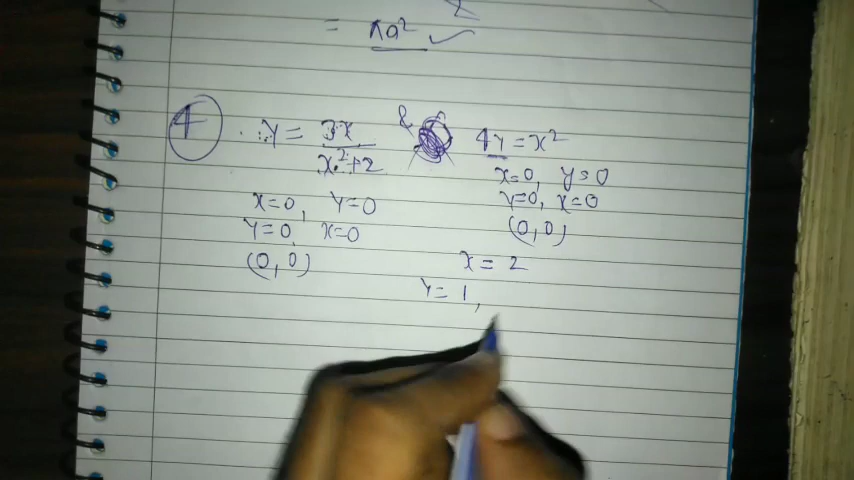 = πa²
4 ∴ y = 3x / x²+2 & 4y = x²
x=0, y=0
x=0, y=0
y=0, x=0
y=0, x=0
(0,0)
(0,0)
x = 2
y = 1,